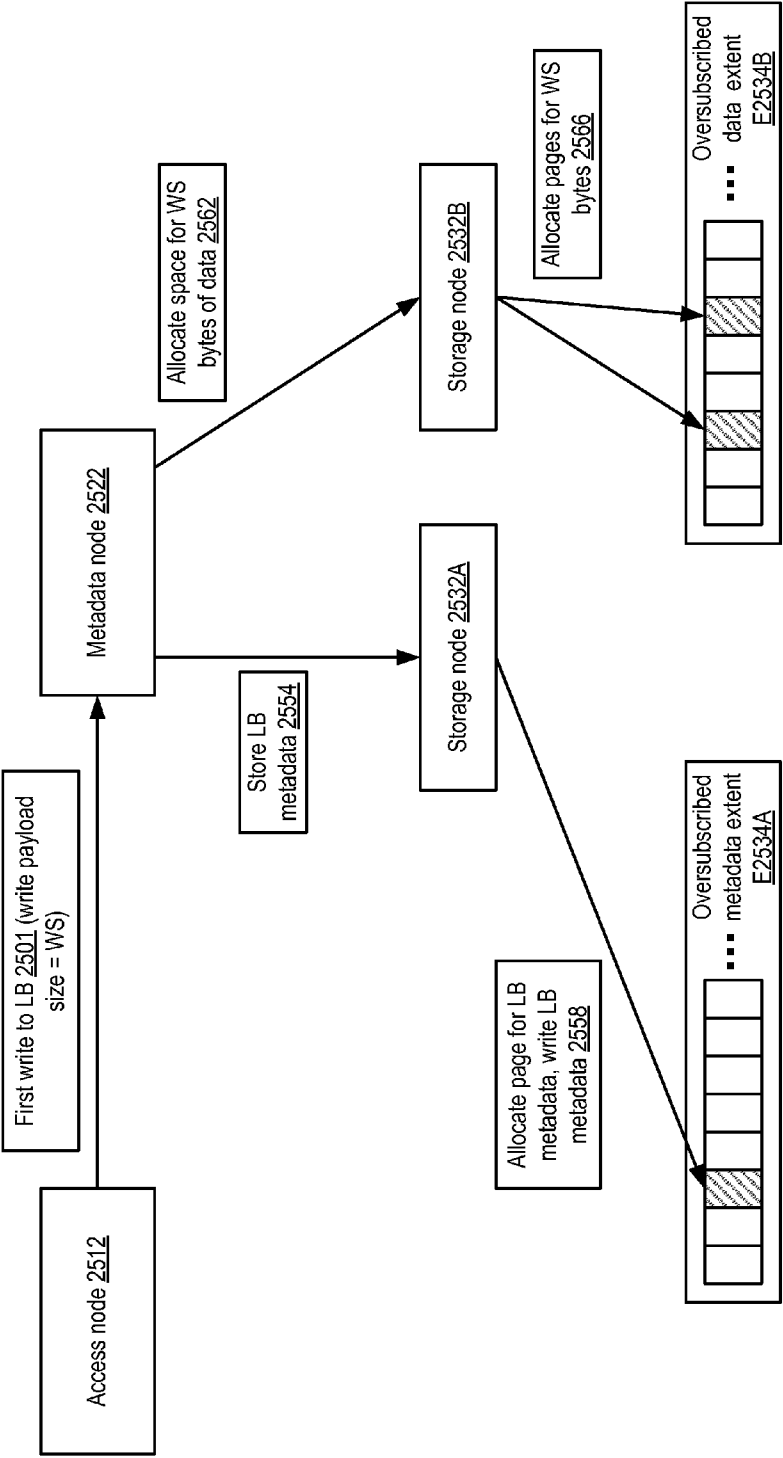 Access node 2512
First write to LB 2501 (write payload
size = WS)
Metadata node 2522
Store LB
metadata 2554
Allocate space for WS
bytes of data 2562
Storage node 2532A
Storage node 2532B
Allocate page for LB
metadata, write LB
metadata 2558
Allocate pages for WS
bytes 2566
Oversubscribed
metadata extent
E2534A
Oversubscribed
data extent
E2534B